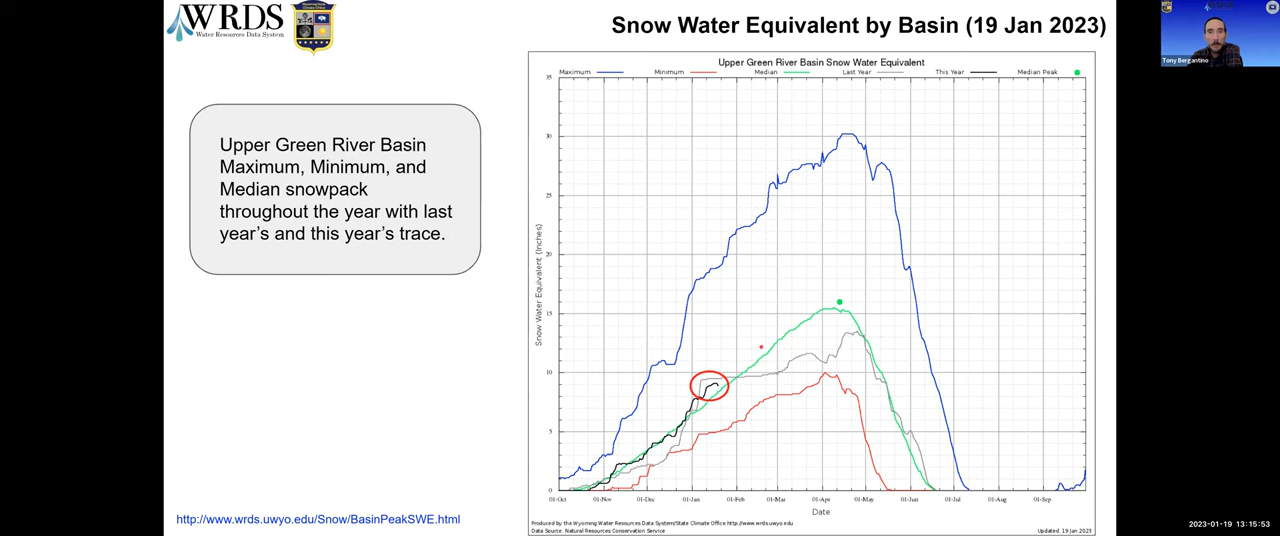 WRDS
Water Resources Data System
Snow Water Equivalent by Basin (19 Jan 2023)
Tony Bergantino
Upper Green River Basin
Maximum, Minimum, and
Median snowpack
throughout the year with last
year's and this year's trace.
Upper Green River Basin Snow Water Equivalent
Maximum Minimum Median Last Year This Year Median Peak
Snow Water Equivalent (Inches)
35
30
25
20
15
10
5
0
01-Oct 01-Nov 01-Dec 01-Jan 01-Feb 01-Mar 01-Apr 01-May 01-Jun 01-Jul 01-Aug 01-Sep
Date
Produced by the Wyoming Water Resources Data System/State Climate Office http://www.wrds.uwyo.edu
Data Source: Natural Resources Conservation Service
Updated: 19 Jan 2023
http://www.wrds.uwyo.edu/Snow/BasinPeakSWE.html
2023-01-19 13:15:53